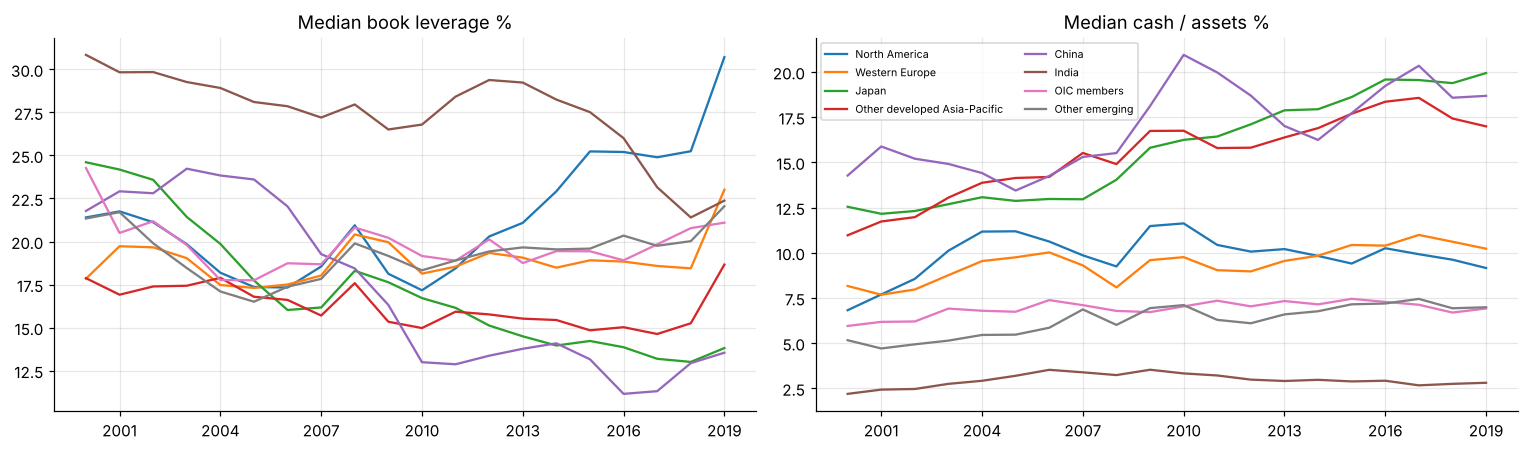 Median book leverage %
30.0
27.5
25.0
22.5
20.0
17.5
15.0
12.5
2001 2004 2007 2010 2013 2016 2019
Median cash / assets %
North America China
Western Europe India
Japan OIC members
Other developed Asia-Pacific Other emerging
20.0
17.5
15.0
12.5
10.0
7.5
5.0
2.5
2001 2004 2007 2010 2013 2016 2019